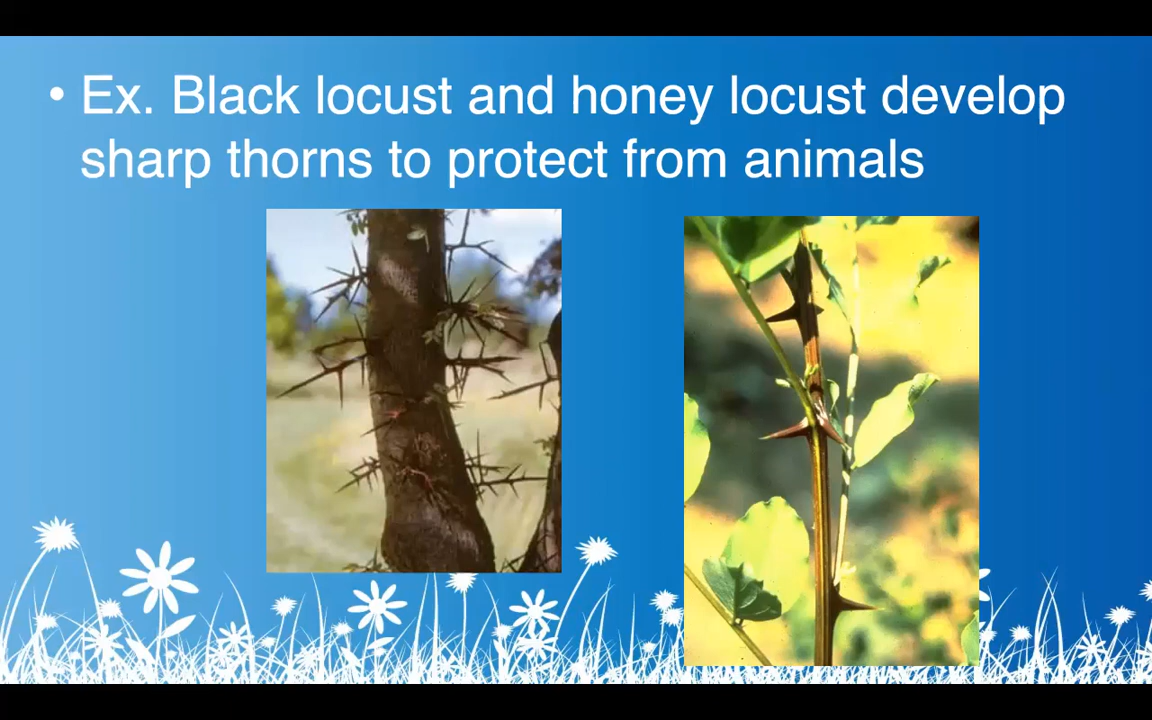 • Ex. Black locust and honey locust develop
sharp thorns to protect from animals